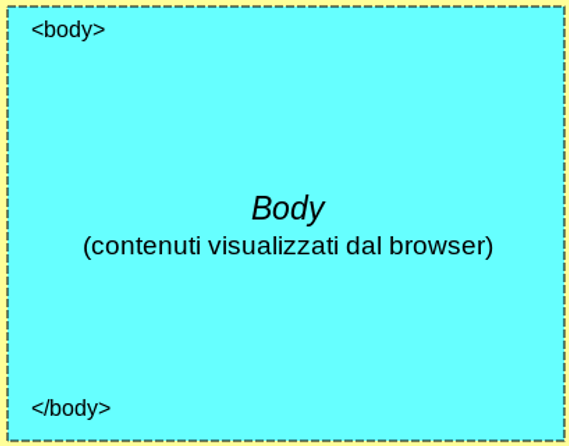 <body>
Body
(contenuti visualizzati dal browser)
</body>